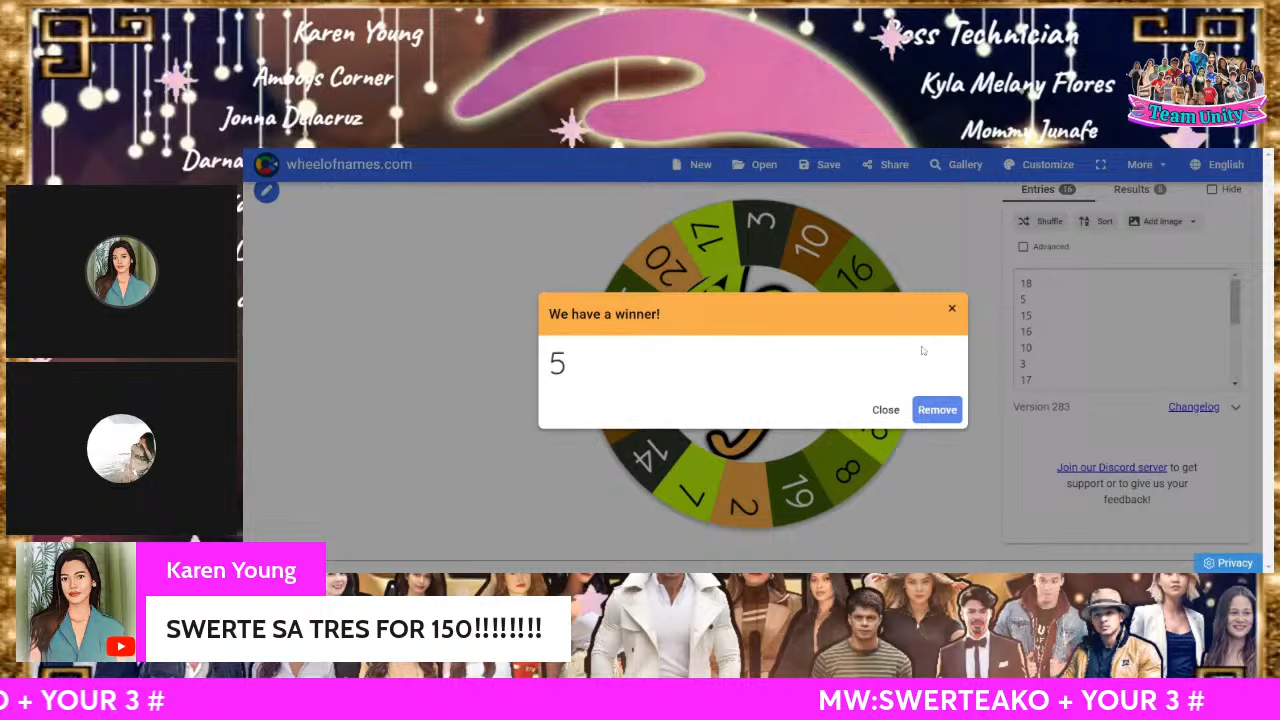 Karen Young
Amboys Corner
Jonna Delacruz
Darna
Boss Technician
Kyla Melany Flores
Mommy Junafe
Team Unity
wheelofnames.com
New
Open
Save
Share
Gallery
Customize
More
English
Entries 16
Results 5
Hide
Shuffle
Sort
Add image
Advanced
18
5
15
16
10
3
17
Version 283
Changelog
Join our Discord server to get
support or to give us your
feedback!
Privacy
We have a winner!
×
5
Close
Remove
20
17
3
10
16
14
7
2
19
8
Karen Young
SWERTE SA TRES FOR 150!!!!!!!!
O + YOUR 3 #
MW:SWERTEAKO + YOUR 3 #